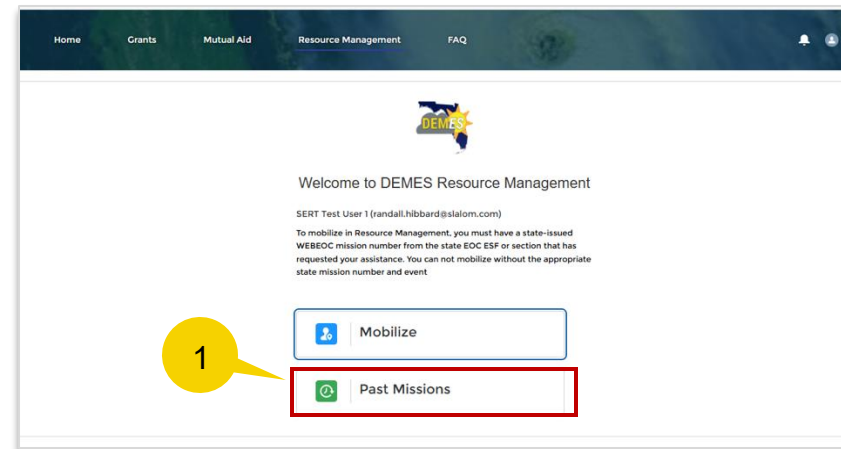 Home Grants Mutual Aid Resource Management FAQ
DEMES
Welcome to DEMES Resource Management
SERT Test User 1 (randall.hibbard@slalom.com)
To mobilize in Resource Management, you must have a state-issued
WEBEOC mission number from the state EOC ESF or section that has
requested your assistance. You can not mobilize without the appropriate
state mission number and event
Mobilize
1
Past Missions